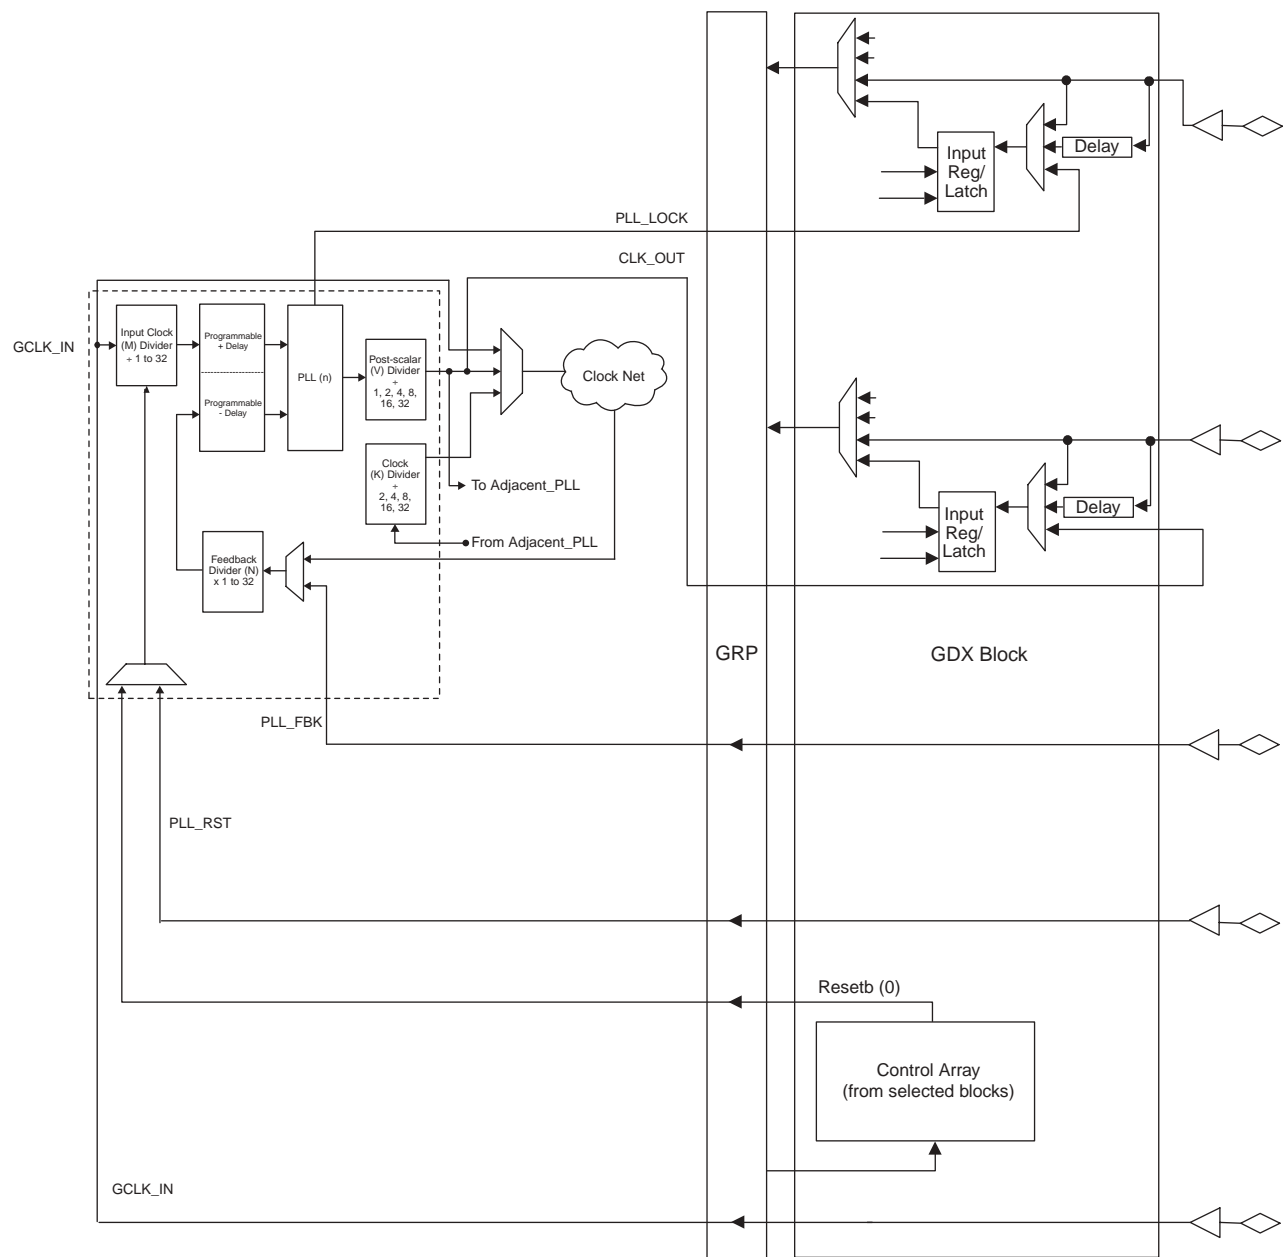 Input
Reg/
Latch
Delay
PLL_LOCK
CLK_OUT
GCLK_IN
Input Clock
(M) Divider
÷ 1 to 32
Programmable
+ Delay
Programmable
- Delay
PLL (n)
Post-scalar
(V) Divider
÷
1, 2, 4, 8,
16, 32
Clock Net
Clock
(K) Divider
÷
2, 4, 8,
16, 32
To Adjacent_PLL
From Adjacent_PLL
Feedback
Divider (N)
x 1 to 32
Input
Reg/
Latch
Delay
GRP
GDX Block
PLL_FBK
PLL_RST
Resetb (0)
Control Array
(from selected blocks)
GCLK_IN